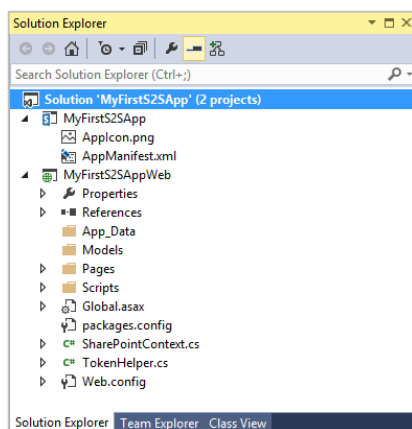 Solution Explorer
Search Solution Explorer (Ctrl+;)
Solution 'MyFirstS2SApp' (2 projects)
MyFirstS2SApp
AppIcon.png
AppManifest.xml
MyFirstS2SAppWeb
Properties
References
App_Data
Models
Pages
Scripts
Global.asax
packages.config
C# SharePointContext.cs
C# TokenHelper.cs
Web.config
Solution Explorer Team Explorer Class View